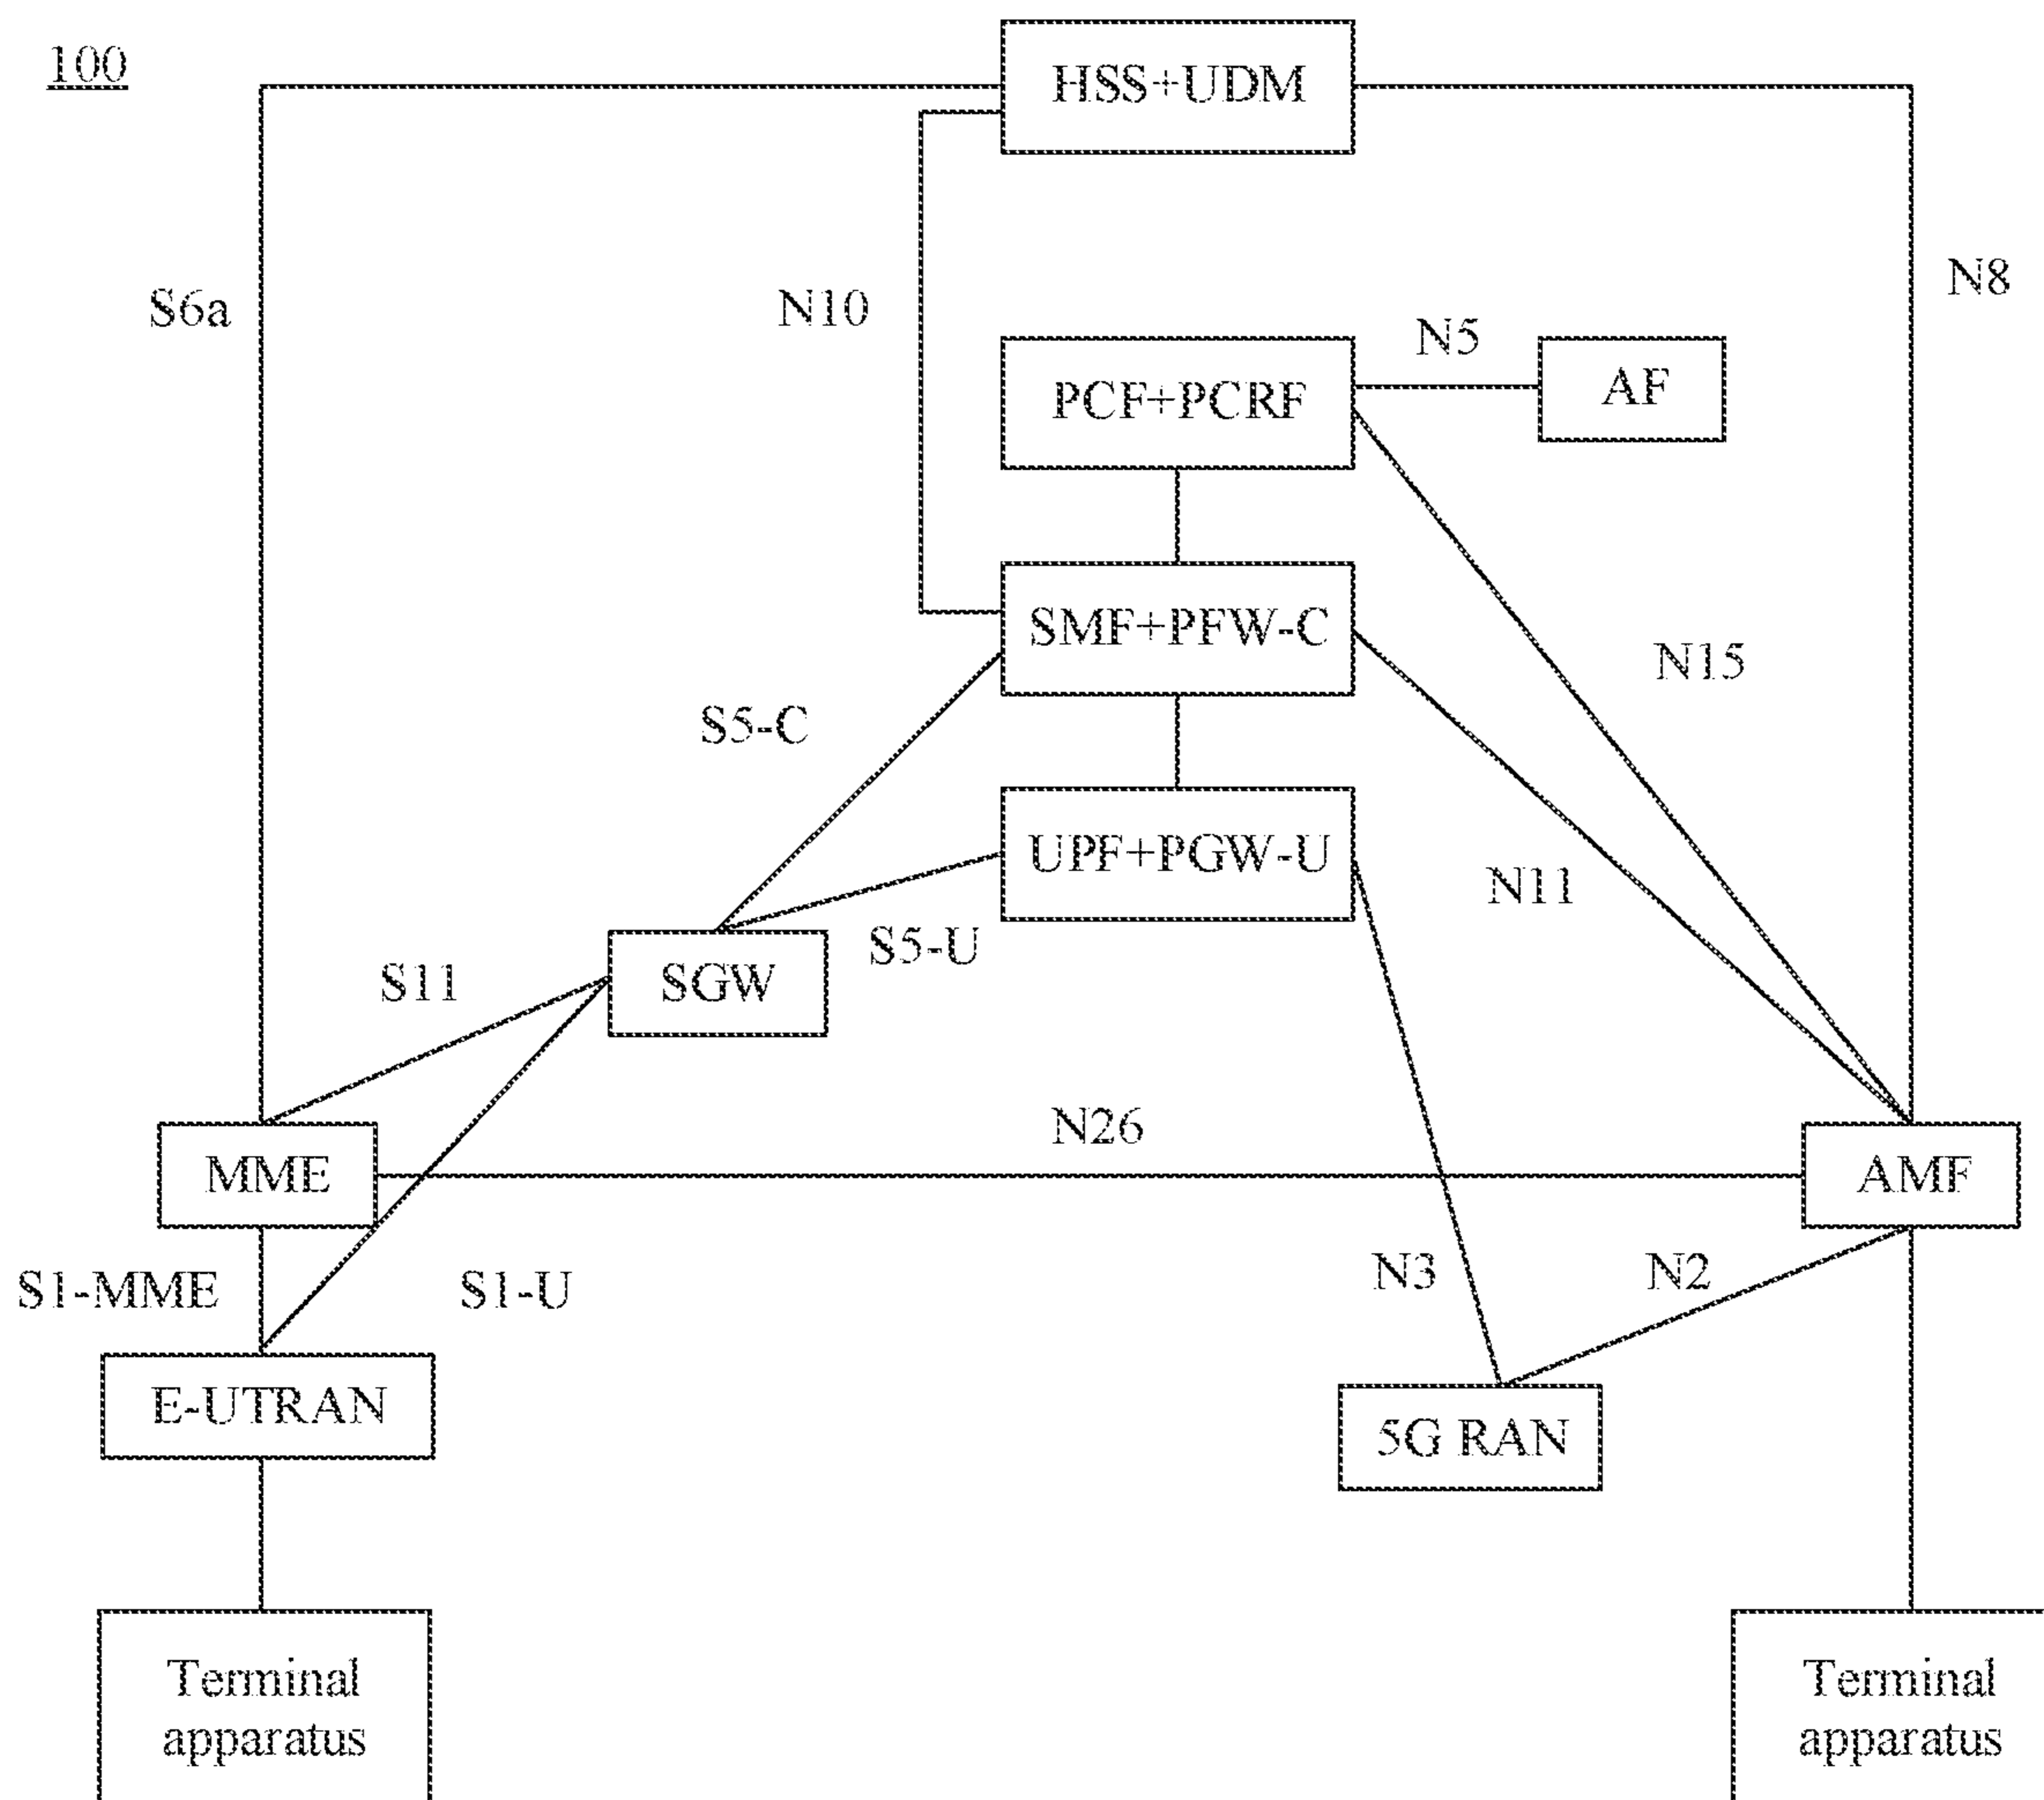 100
HSS+UDM
S6a
N10
N8
N5
PCF+PCRF
AF
SMF+PFW-C
N15
S5-C
UPF+PGW-U
N11
S5-U
S11
SGW
N26
MME
AMF
S1-MME
S1-U
N3
N2
E-UTRAN
5G RAN
Terminal
apparatus
Terminal
apparatus